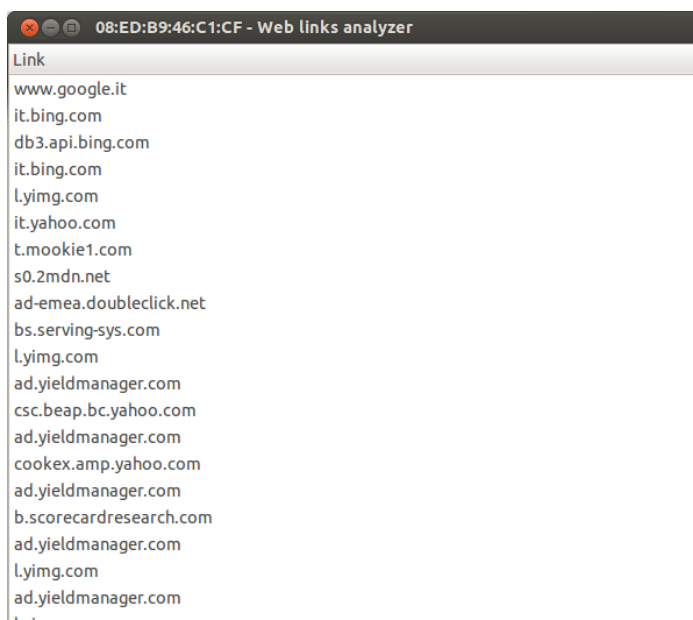 08:ED:B9:46:C1:CF - Web links analyzer
Link
www.google.it
it.bing.com
db3.api.bing.com
it.bing.com
l.yimg.com
it.yahoo.com
t.mookie1.com
s0.2mdn.net
ad-emea.doubleclick.net
bs.serving-sys.com
l.yimg.com
ad.yieldmanager.com
csc.beap.bc.yahoo.com
ad.yieldmanager.com
cookex.amp.yahoo.com
ad.yieldmanager.com
b.scorecardresearch.com
ad.yieldmanager.com
l.yimg.com
ad.yieldmanager.com